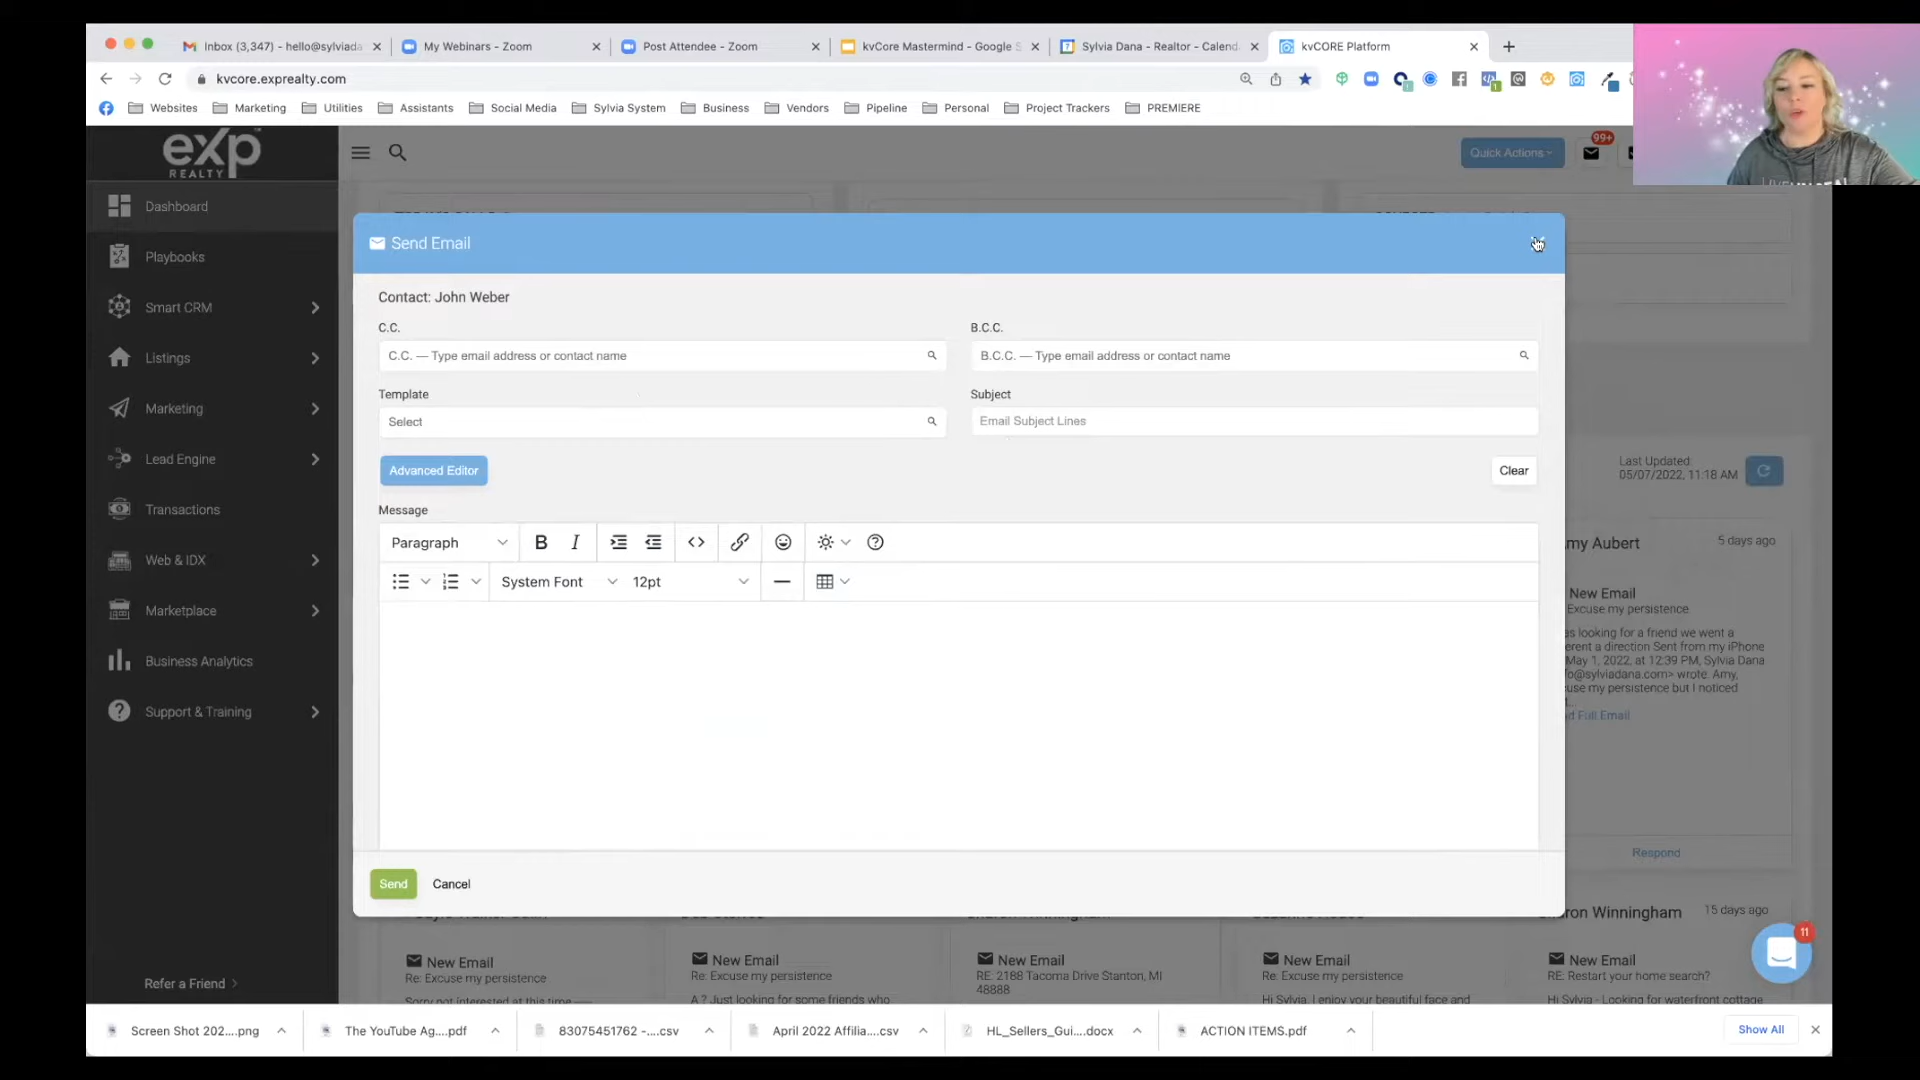 Inbox (3,347) - hello@sylviada
My Webinars - Zoom
Post Attendee - Zoom
kvCore Mastermind - Google S
Sylvia Dana - Realtor - Calend
kvCORE Platform
kvcore.exprealty.com
Websites
Marketing
Utilities
Assistants
Social Media
Sylvia System
Business
Vendors
Pipeline
Personal
Project Trackers
PREMIERE
eXp
REALTY
Quick Actions
99+
Dashboard
Playbooks
Smart CRM
Listings
Marketing
Lead Engine
Transactions
Web & IDX
Marketplace
Business Analytics
Support & Training
Refer a Friend
Send Email
Contact: John Weber
C.C.
B.C.C.
C.C. — Type email address or contact name
B.C.C. — Type email address or contact name
Template
Subject
Select
Email Subject Lines
Advanced Editor
Clear
Message
Paragraph
System Font
12pt
Send
Cancel
Last Updated:
05/07/2022, 11:18 AM
my Aubert
5 days ago
New Email
Excuse my persistence
as looking for a friend we went a
erent a direction Sent from my iPhone
May 1, 2022, at 12:39 PM, Sylvia Dana
fo@sylviadana.com> wrote: Amy,
use my persistence but I noticed
d Full Email
Respond
haron Winningham
15 days ago
New Email
Re: Excuse my persistence
Sorry not interested at this time
New Email
Re: Excuse my persistence
A ? Just looking for some friends who
New Email
RE: 2188 Tacoma Drive Stanton, MI
48888
New Email
Re: Excuse my persistence
Hi Sylvia, I enjoy your beautiful face and
New Email
RE: Restart your home search?
Hi Sylvia - Looking for waterfront cottage
11
Screen Shot 202....png
The YouTube Ag....pdf
83075451762 -....csv
April 2022 Affilia....csv
HL_Sellers_Gui....docx
ACTION ITEMS.pdf
Show All